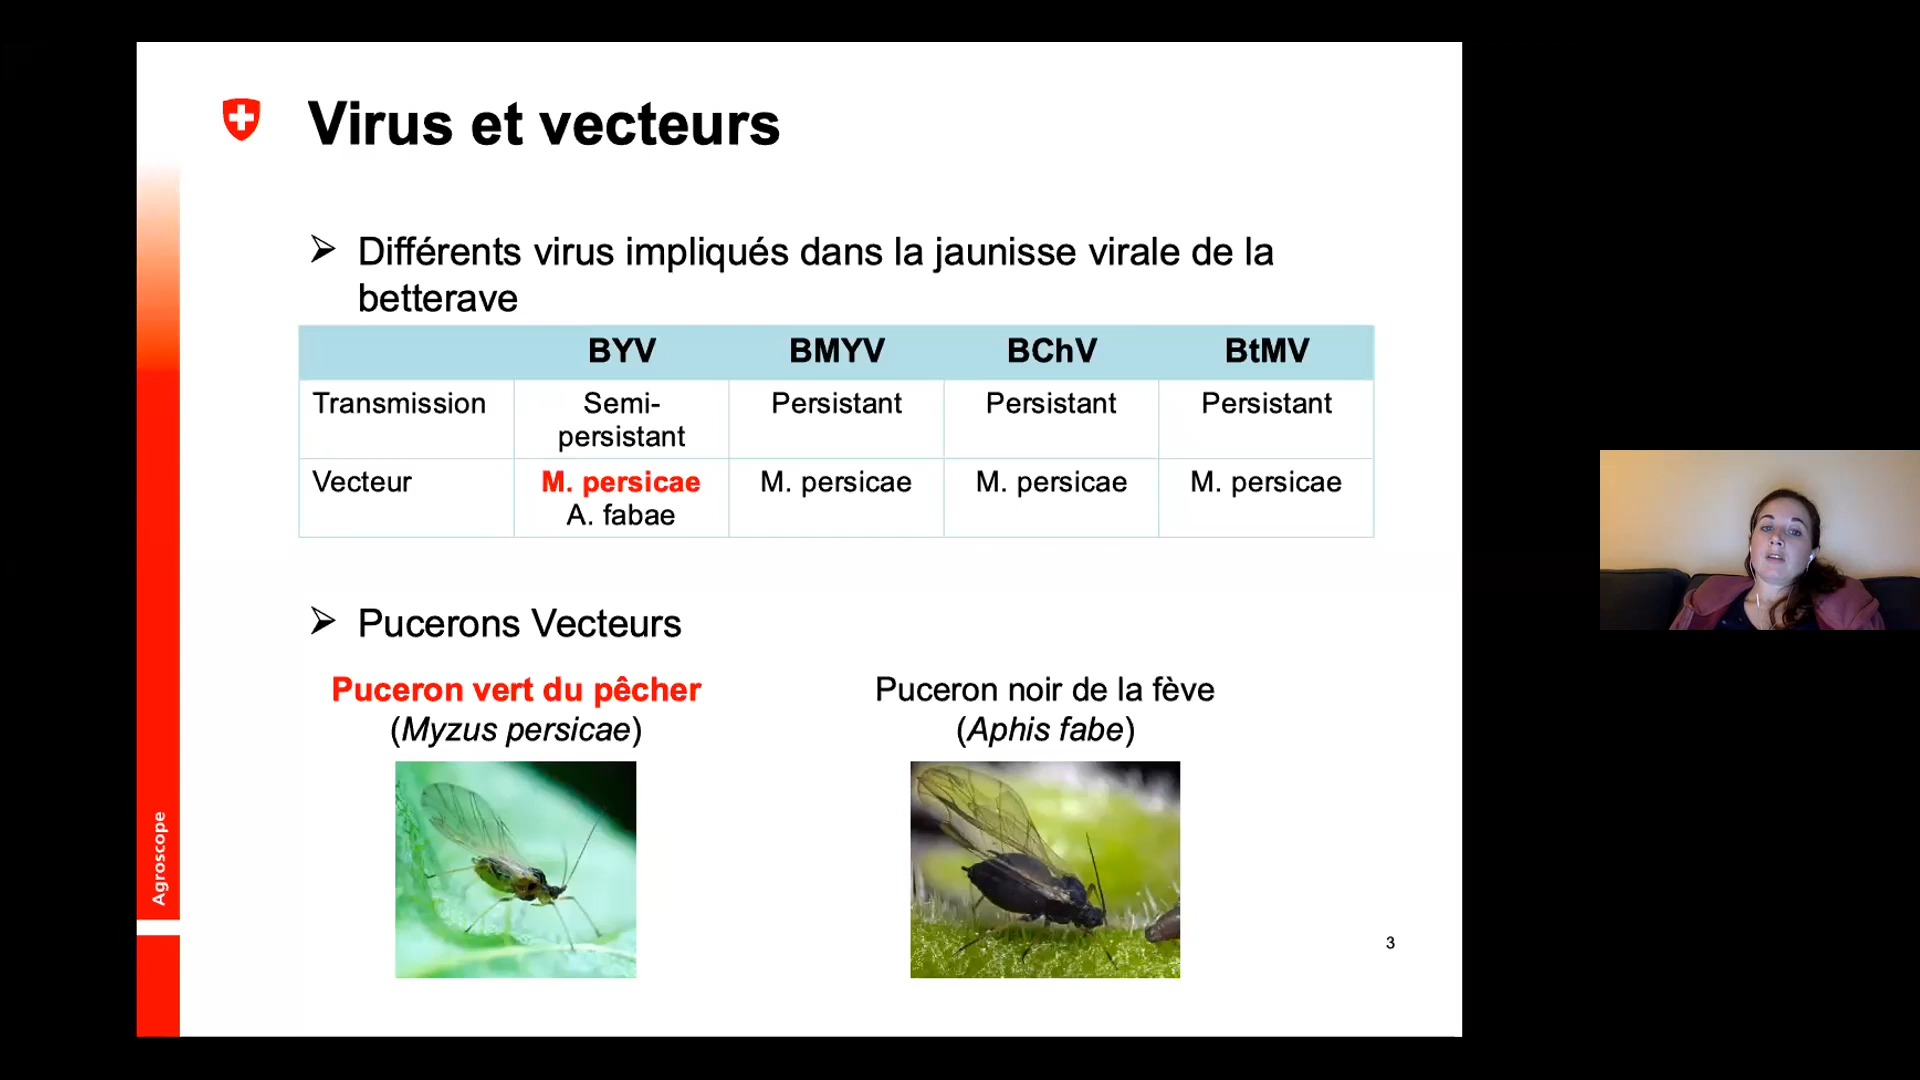 Virus et vecteurs
Différents virus impliqués dans la jaunisse virale de la
betterave
BYV BMYV BChV BtMV
Transmission Semi- Persistant Persistant Persistant
persistant
Vecteur M. persicae M. persicae M. persicae M. persicae
A. fabae
Pucerons Vecteurs
Puceron vert du pêcher Puceron noir de la fève
(Myzus persicae) (Aphis fabe)
Agroscope
3